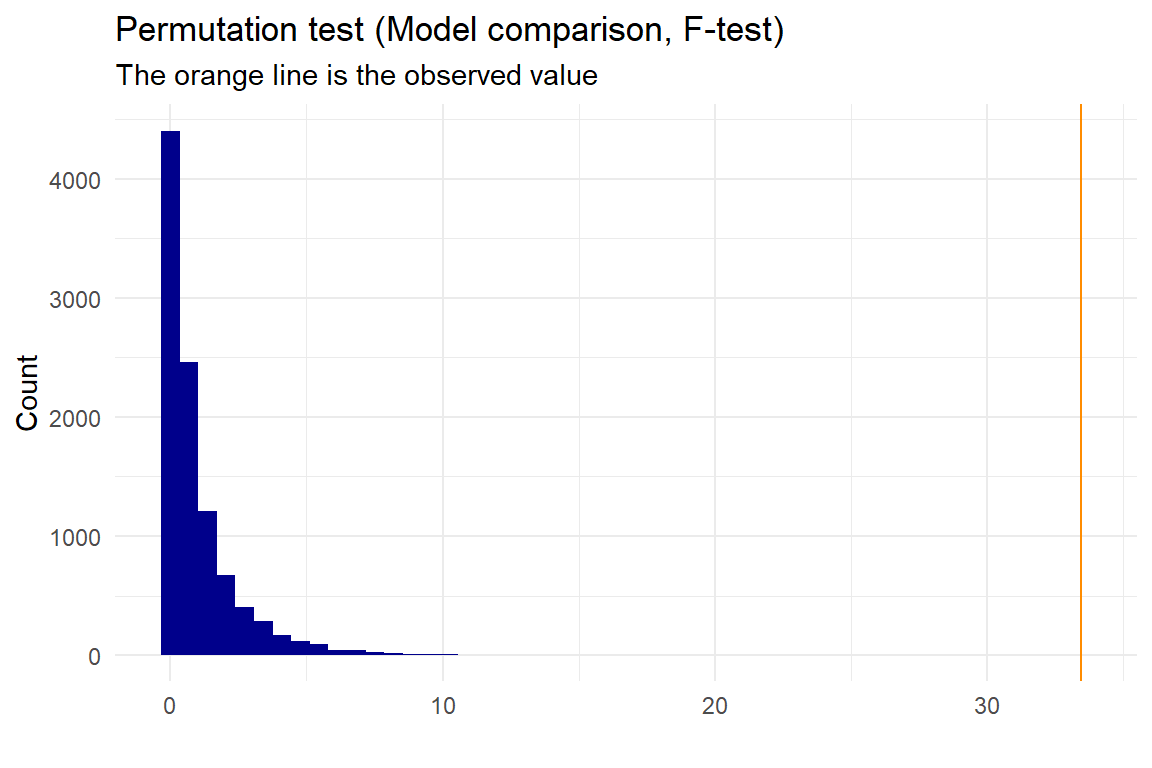 Permutation test (Model comparison, F-test)
The orange line is the observed value
Count
4000
3000
2000
1000
0
0 10 20 30